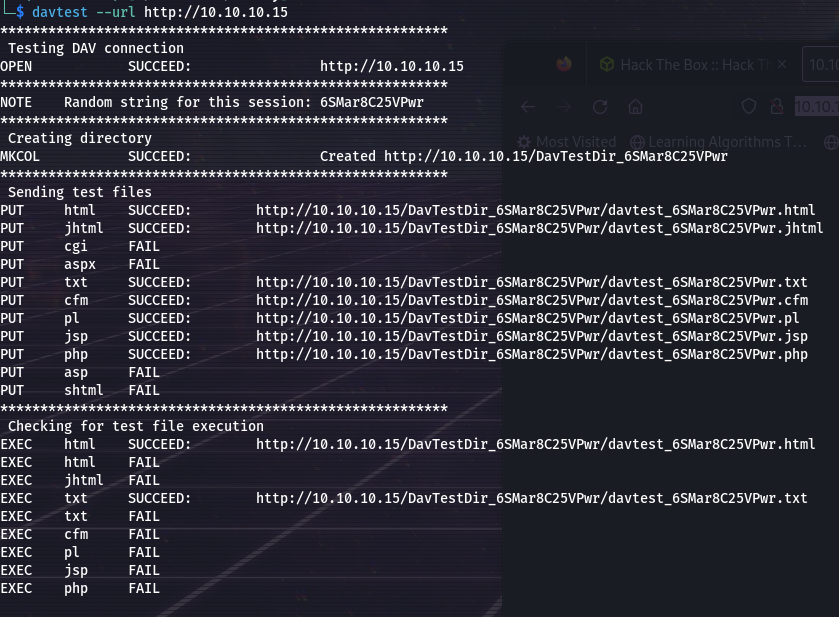 └─$ davtest --url http://10.10.10.15
********************************************************
Testing DAV connection
OPEN SUCCEED: http://10.10.10.15
********************************************************
NOTE Random string for this session: 6SMar8C25VPwr
********************************************************
Creating directory
MKCOL SUCCEED: Created http://10.10.10.15/DavTestDir_6SMar8C25VPwr
********************************************************
Sending test files
PUT html SUCCEED: http://10.10.10.15/DavTestDir_6SMar8C25VPwr/davtest_6SMar8C25VPwr.html
PUT jhtml SUCCEED: http://10.10.10.15/DavTestDir_6SMar8C25VPwr/davtest_6SMar8C25VPwr.jhtml
PUT cgi FAIL
PUT aspx FAIL
PUT txt SUCCEED: http://10.10.10.15/DavTestDir_6SMar8C25VPwr/davtest_6SMar8C25VPwr.txt
PUT cfm SUCCEED: http://10.10.10.15/DavTestDir_6SMar8C25VPwr/davtest_6SMar8C25VPwr.cfm
PUT pl SUCCEED: http://10.10.10.15/DavTestDir_6SMar8C25VPwr/davtest_6SMar8C25VPwr.pl
PUT jsp SUCCEED: http://10.10.10.15/DavTestDir_6SMar8C25VPwr/davtest_6SMar8C25VPwr.jsp
PUT php SUCCEED: http://10.10.10.15/DavTestDir_6SMar8C25VPwr/davtest_6SMar8C25VPwr.php
PUT asp FAIL
PUT shtml FAIL
********************************************************
Checking for test file execution
EXEC html SUCCEED: http://10.10.10.15/DavTestDir_6SMar8C25VPwr/davtest_6SMar8C25VPwr.html
EXEC html FAIL
EXEC jhtml FAIL
EXEC txt SUCCEED: http://10.10.10.15/DavTestDir_6SMar8C25VPwr/davtest_6SMar8C25VPwr.txt
EXEC txt FAIL
EXEC cfm FAIL
EXEC pl FAIL
EXEC jsp FAIL
EXEC php FAIL
Hack The Box :: Hack Th
10.10
10.10.
Most Visited Learning Algorithms T...